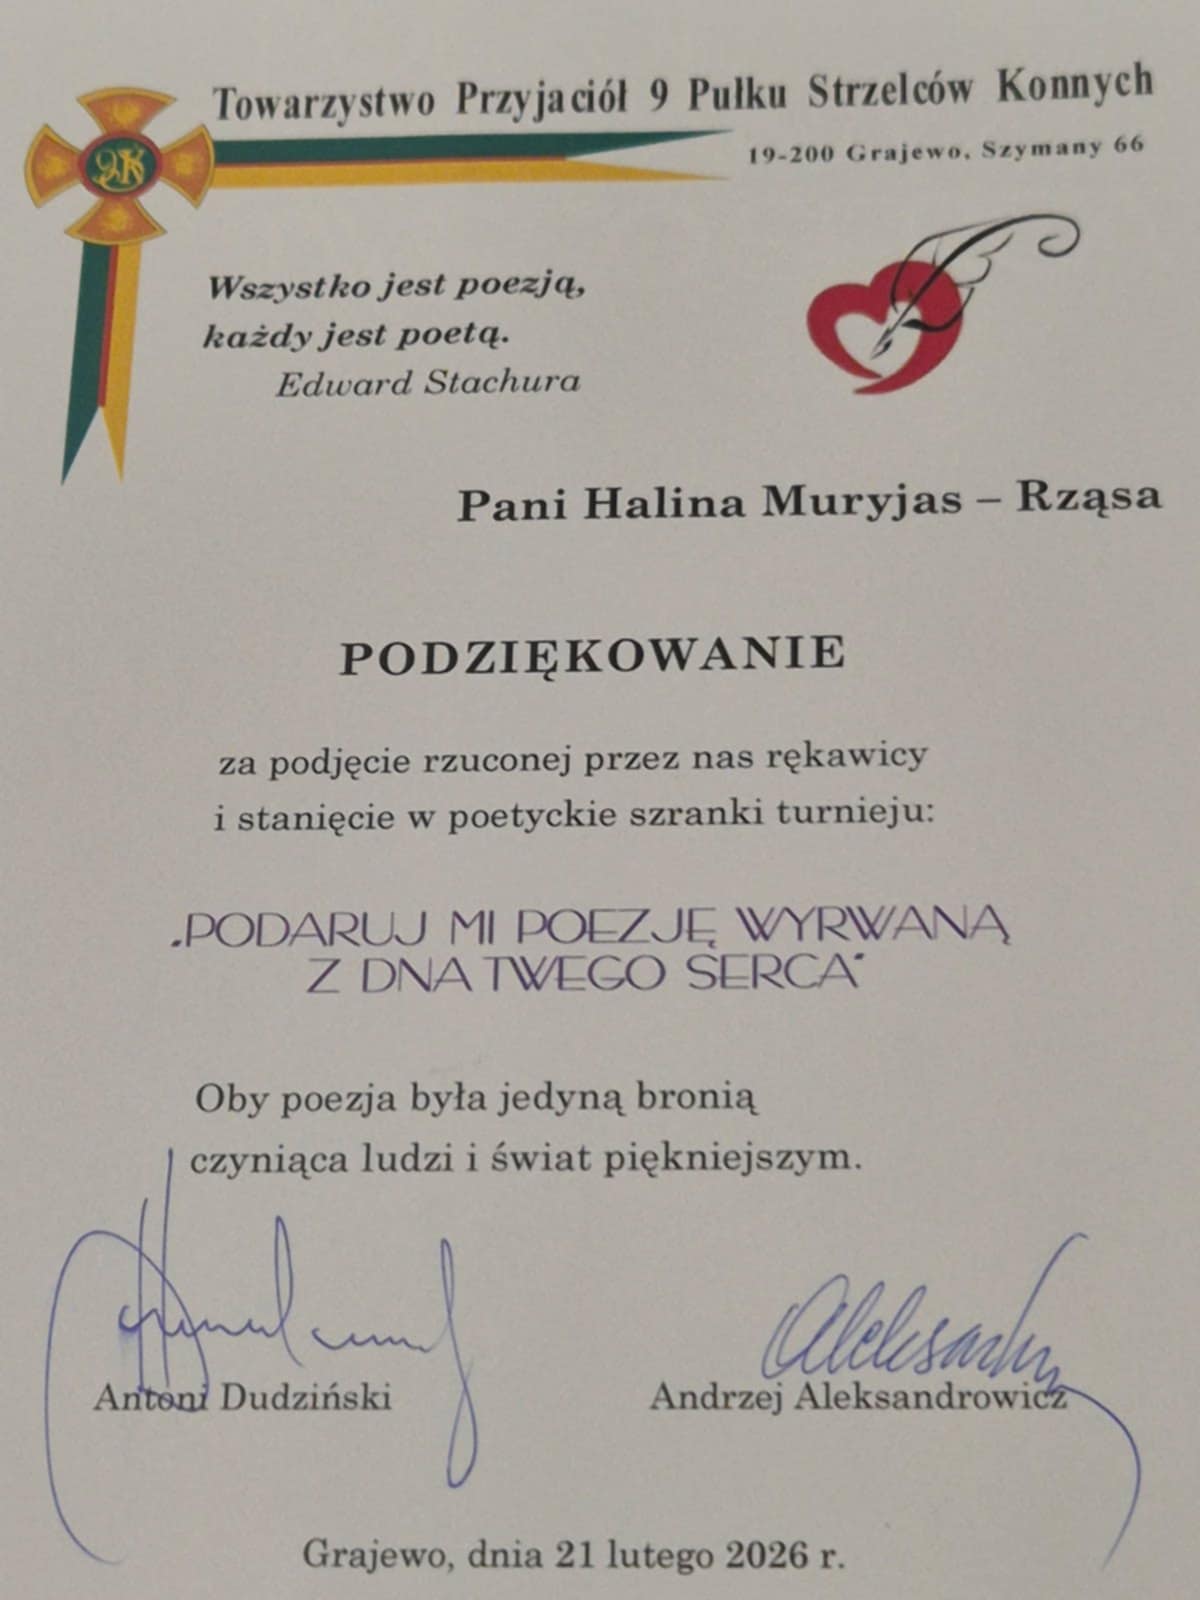 Towarzystwo Przyjaciół 9 Pułku Strzelców Konnych
19-200 Grajewo, Szymany 66
Wszystko jest poezją,
każdy jest poetą.
Edward Stachura
Pani Halina Muryjas – Rząsa
PODZIĘKOWANIE
za podjęcie rzuconej przez nas rękawicy
i stanięcie w poetyckie szranki turnieju:
„PODARUJ MI POEZJĘ WYRWANĄ
Z DNA TWEGO SERCA"
Oby poezja była jedyną bronią
czyniąca ludzi i świat piękniejszym.
Antoni Dudziński
Andrzej Aleksandrowicz
Grajewo, dnia 21 lutego 2026 r.